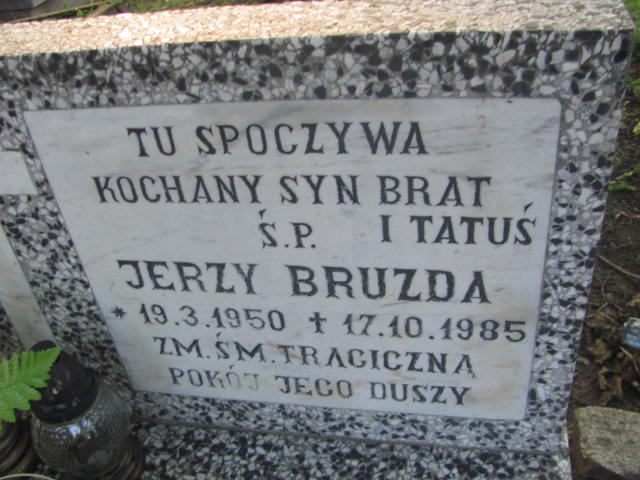 TU SPOCZYWA
KOCHANY SYN BRAT
Ś.P. I TATUŚ
JERZY BRUZDA
* 19.3.1950 ✝ 17.10.1985
ZM. ŚM. TRAGICZNĄ
POKÓJ JEGO DUSZY